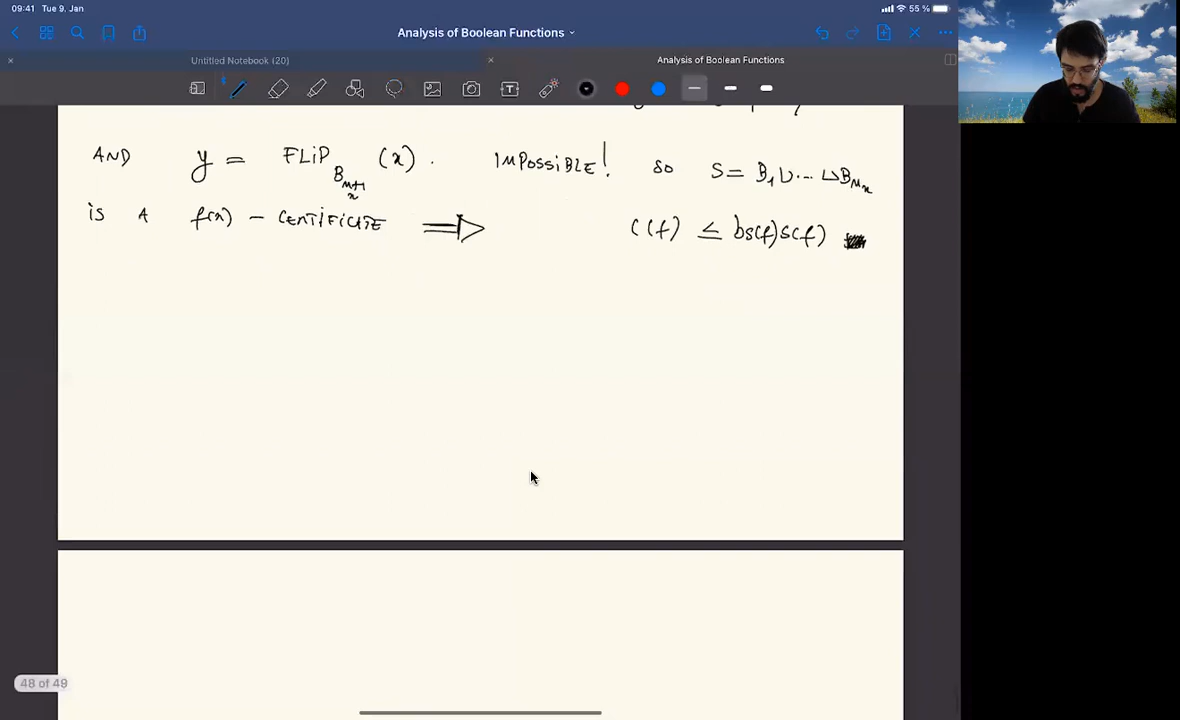 09:41 Tue 9. Jan 55 %
Analysis of Boolean Functions
Untitled Notebook (20) Analysis of Boolean Functions
AND y = FLIP_{B_{m_x+1}} (x). IMPOSSIBLE! SO S = B_1 ⊔ ... ⊔ B_{m_x}
is A f(x) - CERTIFICATE ⟹ C(f) ≤ bs(f)s(f)
48 of 49